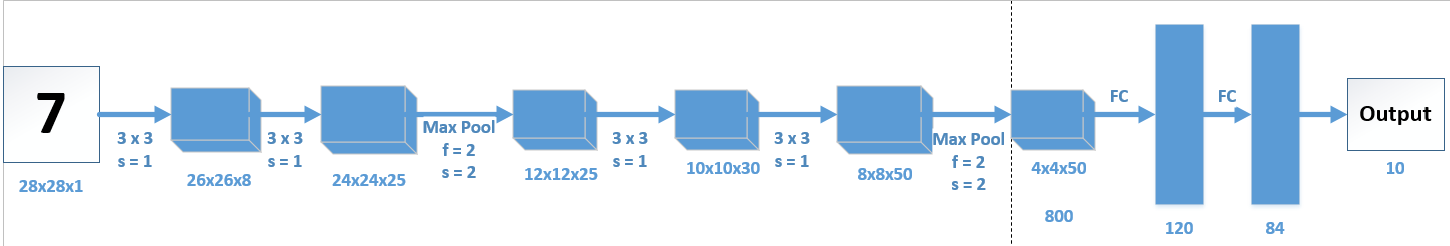 7
28x28x1
3 x 3
s = 1
26x26x8
3 x 3
s = 1
24x24x25
Max Pool
f = 2
s = 2
12x12x25
3 x 3
s = 1
10x10x30
3 x 3
s = 1
8x8x50
Max Pool
f = 2
s = 2
4x4x50
800
FC
120
FC
84
Output
10